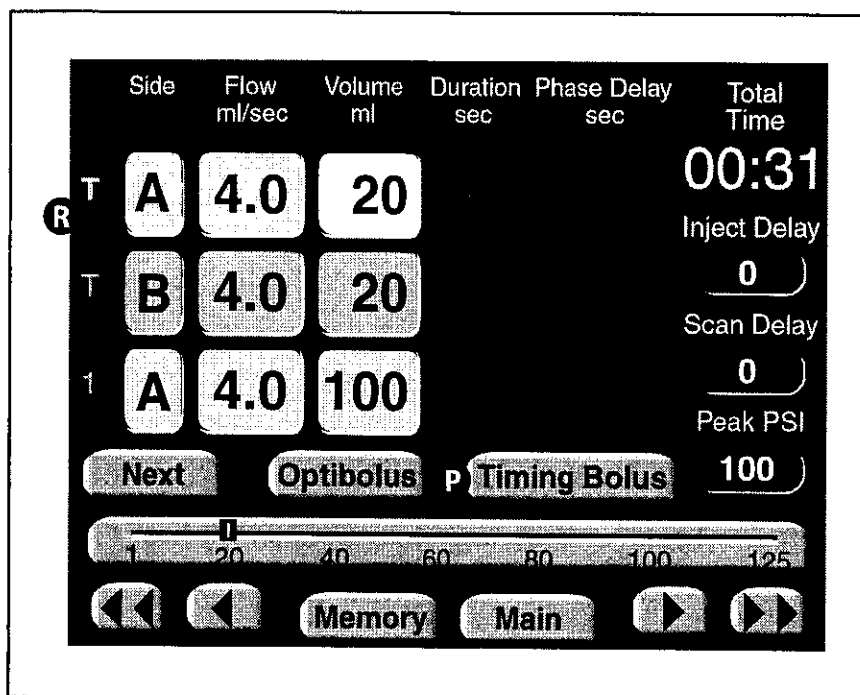 Side Flow Volume Duration Phase Delay Total
ml/sec ml sec sec Time
00:31
T A 4.0 20
R
Inject Delay
0
T B 4.0 20
Scan Delay
0
1 A 4.0 100
Peak PSI
Next Optibolus P Timing Bolus 100
1 20 40 60 80 100 125
Memory Main